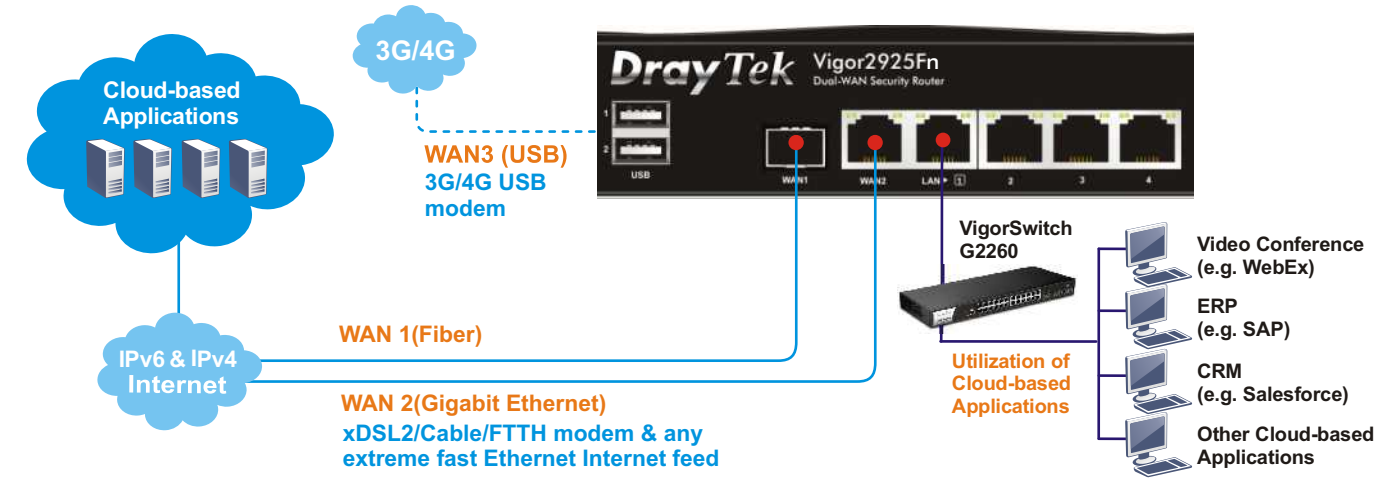 Cloud-based
Applications
3G/4G
DrayTek
Vigor2925Fn
Dual-WAN Security Router
1
2
USB
WAN1
WAN2
LAN 1
2
3
4
WAN3 (USB)
3G/4G USB
modem
VigorSwitch
G2260
Video Conference
(e.g. WebEx)
ERP
(e.g. SAP)
CRM
(e.g. Salesforce)
Other Cloud-based
Applications
Utilization of
Cloud-based
Applications
IPv6 & IPv4
Internet
WAN 1(Fiber)
WAN 2(Gigabit Ethernet)
xDSL2/Cable/FTTH modem & any
extreme fast Ethernet Internet feed